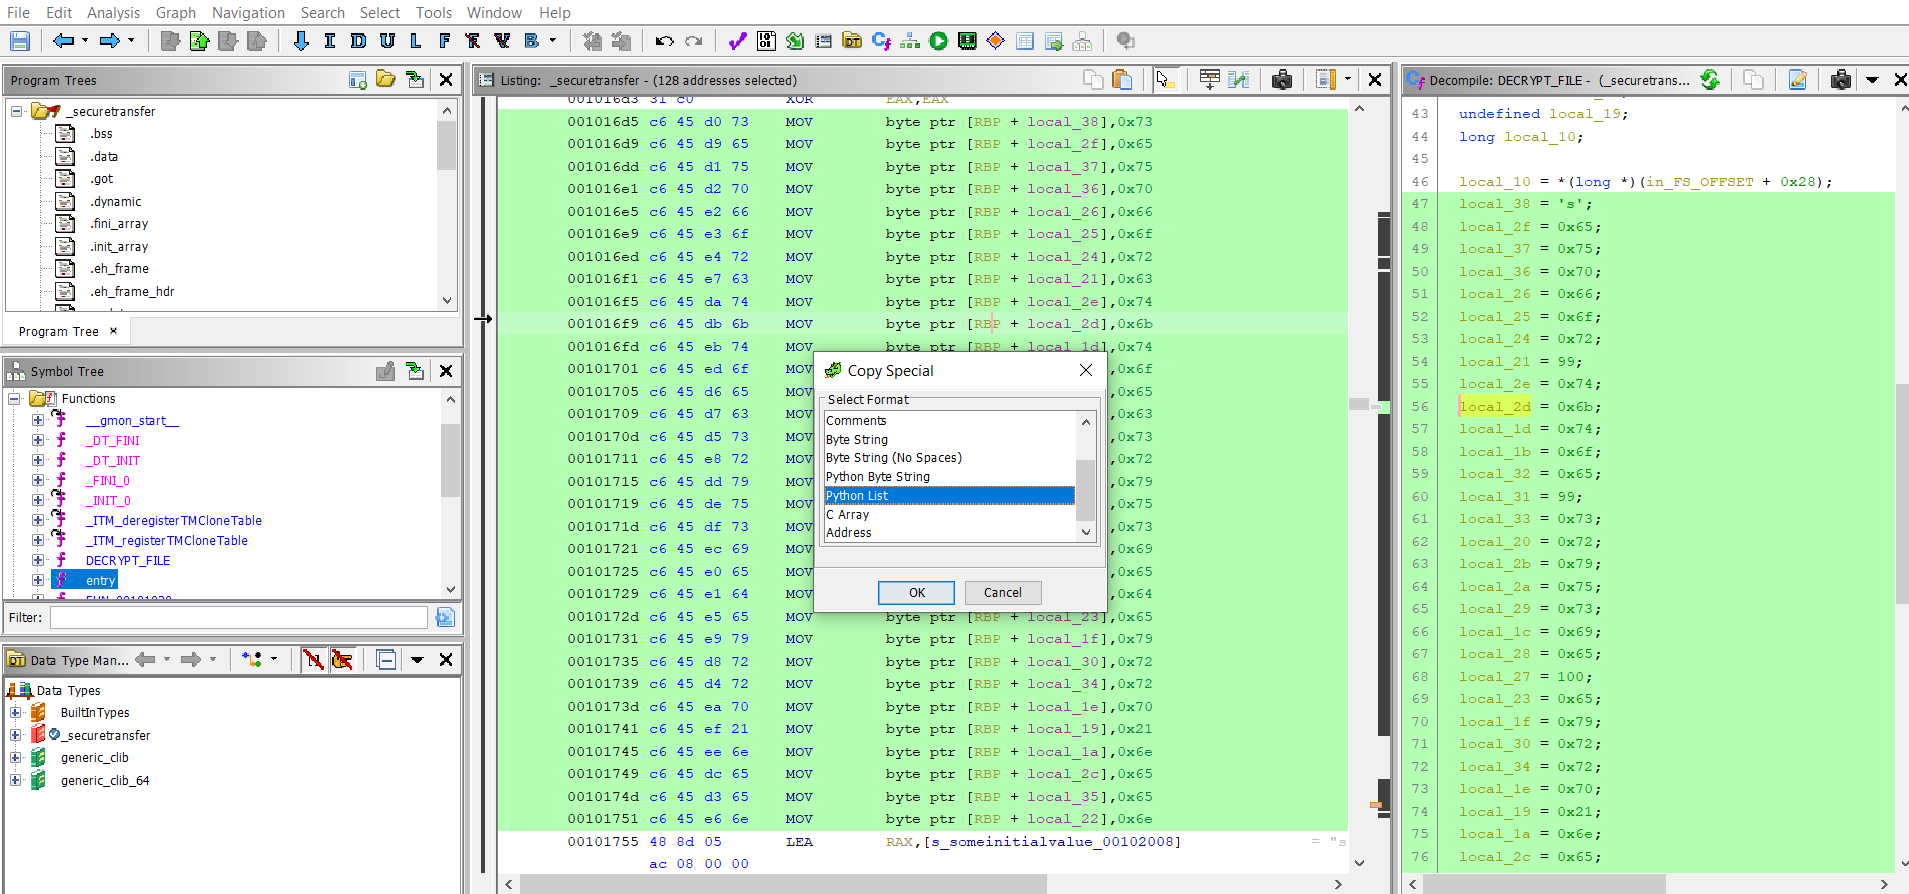 File Edit Analysis Graph Navigation Search Select Tools Window Help
I D U L F B
Program Trees
_securetransfer
.bss
.data
.got
.dynamic
.fini_array
.init_array
.eh_frame
.eh_frame_hdr
Program Tree ×
Symbol Tree
Functions
__gmon_start__
_DT_FINI
_DT_INIT
_FINI_0
_INIT_0
_ITM_deregisterTMCloneTable
_ITM_registerTMCloneTable
DECRYPT_FILE
entry
Filter:
Data Type Man...
Data Types
BuiltInTypes
_securetransfer
generic_clib
generic_clib_64
Listing: _securetransfer - (128 addresses selected)
001016d3 31 c0 XOR EAX,EAX
001016d5 c6 45 d0 73 MOV byte ptr [RBP + local_38],0x73
001016d9 c6 45 d9 65 MOV byte ptr [RBP + local_2f],0x65
001016dd c6 45 d1 75 MOV byte ptr [RBP + local_37],0x75
001016e1 c6 45 d2 70 MOV byte ptr [RBP + local_36],0x70
001016e5 c6 45 e2 66 MOV byte ptr [RBP + local_26],0x66
001016e9 c6 45 e3 6f MOV byte ptr [RBP + local_25],0x6f
001016ed c6 45 e4 72 MOV byte ptr [RBP + local_24],0x72
001016f1 c6 45 e7 63 MOV byte ptr [RBP + local_21],0x63
001016f5 c6 45 da 74 MOV byte ptr [RBP + local_2e],0x74
001016f9 c6 45 db 6b MOV byte ptr [RBP + local_2d],0x6b
001016fd c6 45 eb 74 MOV byte ptr [RBP + local_1d],0x74
00101701 c6 45 ed 6f MOV ,0x6f
00101705 c6 45 d6 65 MOV ,0x65
00101709 c6 45 d7 63 MOV ,0x63
0010170d c6 45 d5 73 MOV ,0x73
00101711 c6 45 e8 72 MOV ,0x72
00101715 c6 45 dd 79 MOV ,0x79
00101719 c6 45 de 75 MOV ,0x75
0010171d c6 45 df 73 MOV ,0x73
00101721 c6 45 ec 69 MOV ,0x69
00101725 c6 45 e0 65 MOV ,0x65
00101729 c6 45 e1 64 MOV ,0x64
0010172d c6 45 e5 65 MOV byte ptr [RBP + local_23],0x65
00101731 c6 45 e9 79 MOV byte ptr [RBP + local_1f],0x79
00101735 c6 45 d8 72 MOV byte ptr [RBP + local_30],0x72
00101739 c6 45 d4 72 MOV byte ptr [RBP + local_34],0x72
0010173d c6 45 ea 70 MOV byte ptr [RBP + local_1e],0x70
00101741 c6 45 ef 21 MOV byte ptr [RBP + local_19],0x21
00101745 c6 45 ee 6e MOV byte ptr [RBP + local_1a],0x6e
00101749 c6 45 dc 65 MOV byte ptr [RBP + local_2c],0x65
0010174d c6 45 d3 65 MOV byte ptr [RBP + local_35],0x65
00101751 c6 45 e6 6e MOV byte ptr [RBP + local_22],0x6e
00101755 48 8d 05 LEA RAX,[s_someinitialvalue_00102008] = "s
ac 08 00 00
Copy Special
Select Format
Comments
Byte String
Byte String (No Spaces)
Python Byte String
Python List
C Array
Address
OK Cancel
Decompile: DECRYPT_FILE - (_securetrans...
43 undefined local_19;
44 long local_10;
45
46 local_10 = *(long *)(in_FS_OFFSET + 0x28);
47 local_38 = 's';
48 local_2f = 0x65;
49 local_37 = 0x75;
50 local_36 = 0x70;
51 local_26 = 0x66;
52 local_25 = 0x6f;
53 local_24 = 0x72;
54 local_21 = 99;
55 local_2e = 0x74;
56 local_2d = 0x6b;
57 local_1d = 0x74;
58 local_1b = 0x6f;
59 local_32 = 0x65;
60 local_31 = 99;
61 local_33 = 0x73;
62 local_20 = 0x72;
63 local_2b = 0x79;
64 local_2a = 0x75;
65 local_29 = 0x73;
66 local_1c = 0x69;
67 local_28 = 0x65;
68 local_27 = 100;
69 local_23 = 0x65;
70 local_1f = 0x79;
71 local_30 = 0x72;
72 local_34 = 0x72;
73 local_1e = 0x70;
74 local_19 = 0x21;
75 local_1a = 0x6e;
76 local_2c = 0x65;